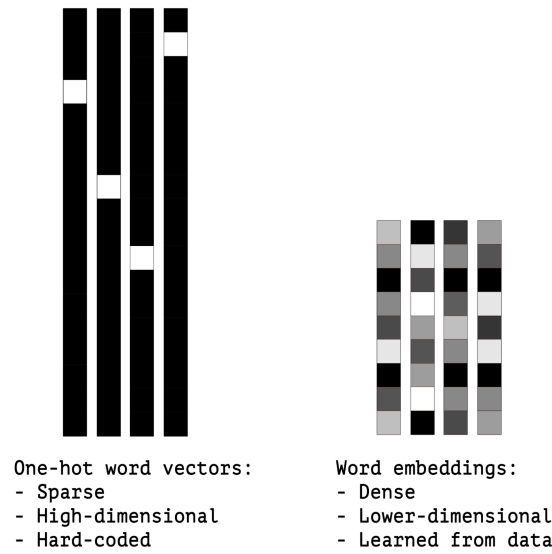 One-hot word vectors:
- Sparse
- High-dimensional
- Hard-coded
Word embeddings:
- Dense
- Lower-dimensional
- Learned from data